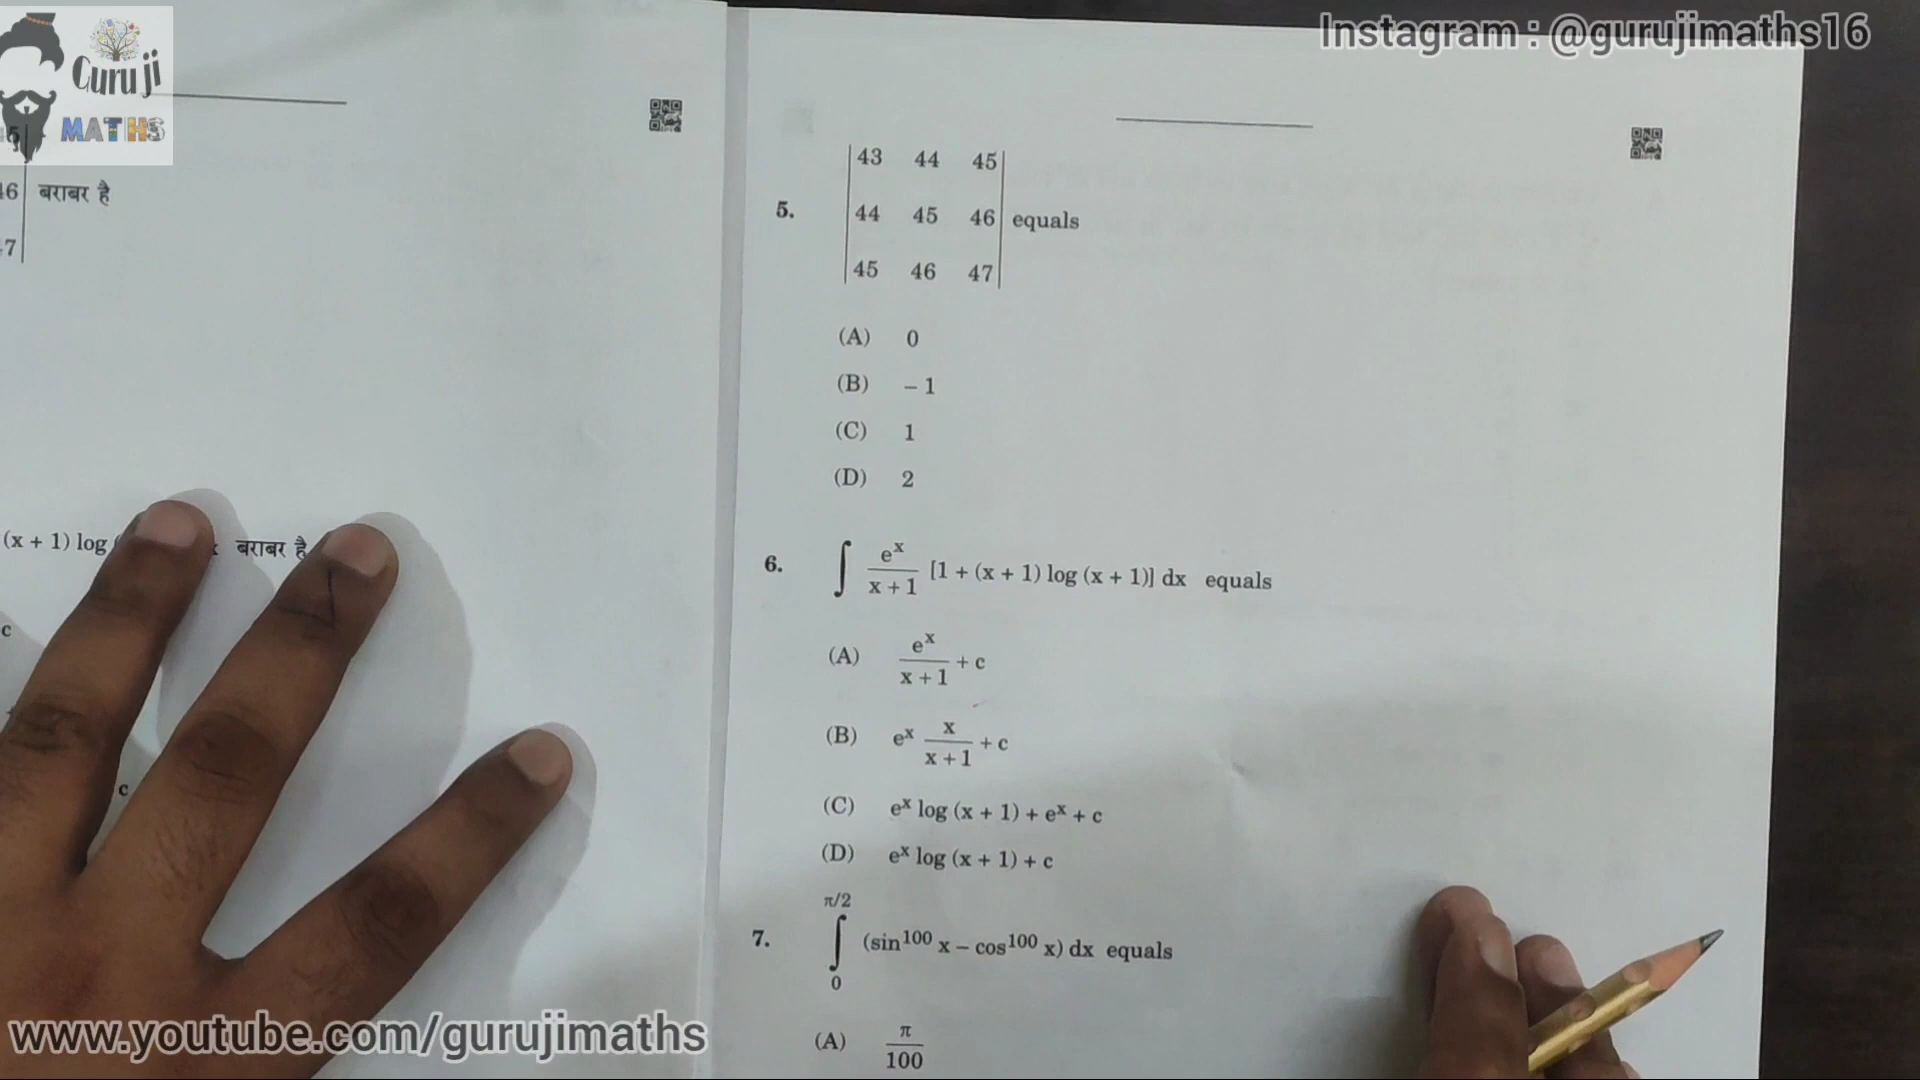 Instagram : @gurujimaths16
Guru ji
MATHS
46 बराबर है
47
(x + 1) log
बराबर है
c
c
5.
43 44 45
44 45 46 equals
45 46 47
(A) 0
(B) – 1
(C) 1
(D) 2
6. ∫ e^x / (x + 1) [1 + (x + 1) log (x + 1)] dx equals
(A) e^x / (x + 1) + c
(B) e^x x / (x + 1) + c
(C) e^x log (x + 1) + e^x + c
(D) e^x log (x + 1) + c
π/2
7. ∫ (sin^100 x – cos^100 x) dx equals
0
(A) π / 100
www.youtube.com/gurujimaths